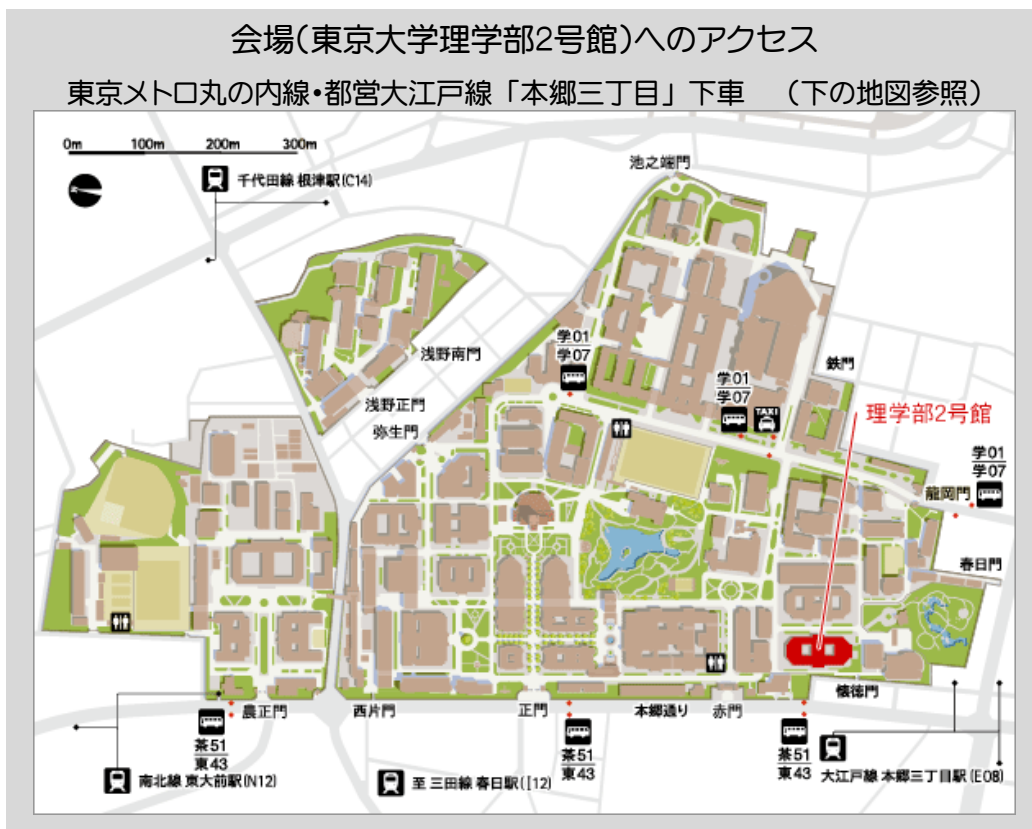 会場(東京大学理学部2号館)へのアクセス
東京メトロ丸の内線・都営大江戸線「本郷三丁目」下車　（下の地図参照）
0m 100m 200m 300m
千代田線 根津駅(C14)
池之端門
浅野南門
浅野正門
弥生門
学01
学07
学01
学07
TAXI
鉄門
理学部2号館
学01
学07
龍岡門
春日門
懐徳門
農正門
西片門
正門
本郷通り
赤門
茶51
東43
茶51
東43
茶51
東43
南北線 東大前駅(N12)
至 三田線 春日駅(I12)
大江戸線 本郷三丁目駅(E08)